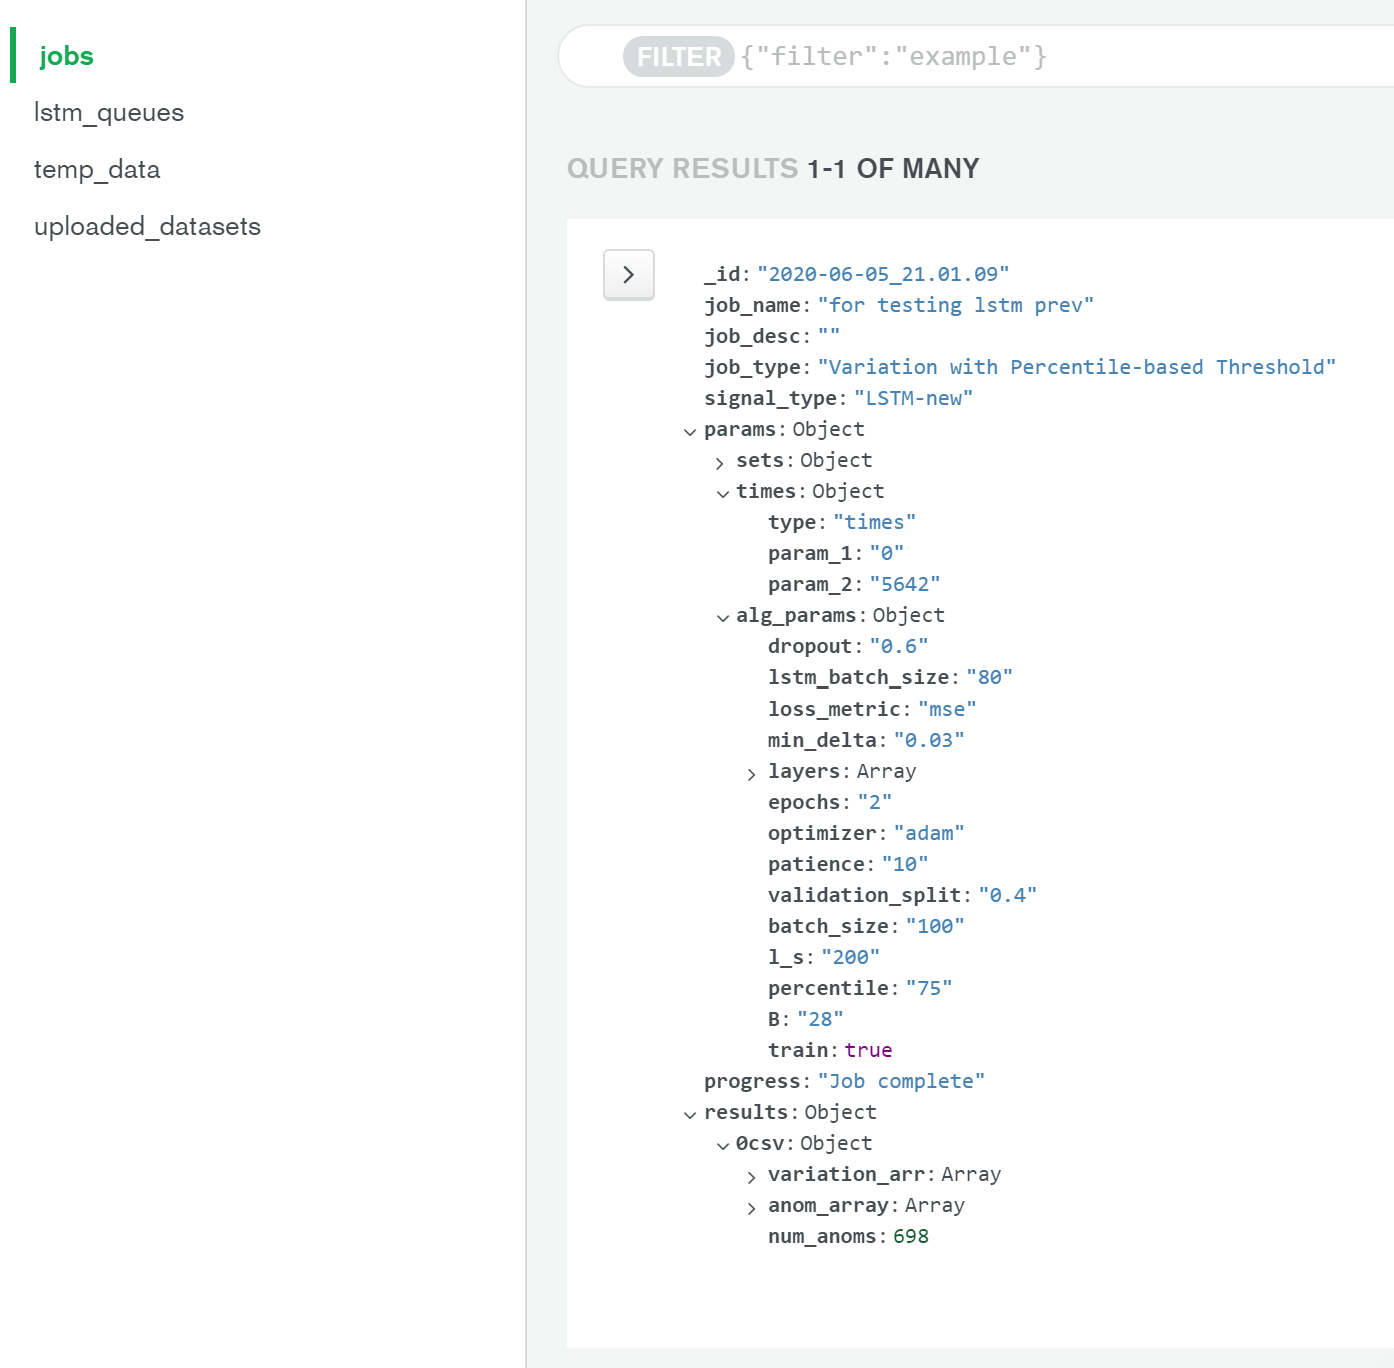 jobs
lstm_queues
temp_data
uploaded_datasets
FILTER {"filter":"example"}
QUERY RESULTS 1-1 OF MANY
_id: "2020-06-05_21.01.09"
job_name: "for testing lstm prev"
job_desc: ""
job_type: "Variation with Percentile-based Threshold"
signal_type: "LSTM-new"
params: Object
sets: Object
times: Object
type: "times"
param_1: "0"
param_2: "5642"
alg_params: Object
dropout: "0.6"
lstm_batch_size: "80"
loss_metric: "mse"
min_delta: "0.03"
layers: Array
epochs: "2"
optimizer: "adam"
patience: "10"
validation_split: "0.4"
batch_size: "100"
l_s: "200"
percentile: "75"
B: "28"
train: true
progress: "Job complete"
results: Object
0csv: Object
variation_arr: Array
anom_array: Array
num_anoms: 698